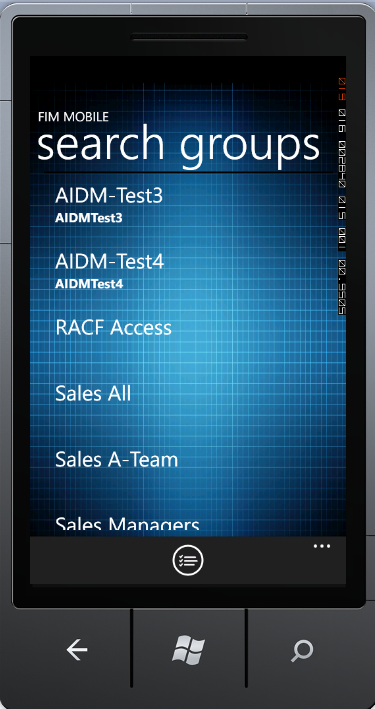 FIM MOBILE
search groups
AIDM-Test3
AIDMTest3
AIDM-Test4
AIDMTest4
RACF Access
Sales All
Sales A-Team
Sales Managers